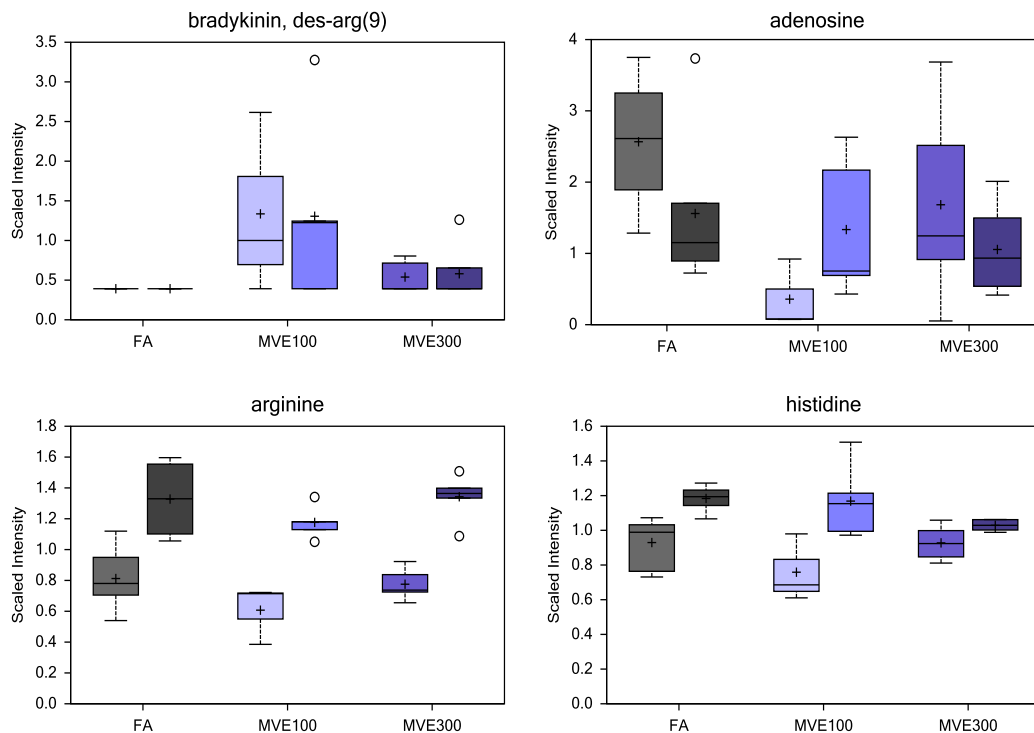 bradykinin, des-arg(9)
Scaled Intensity
3.5
3.0
2.5
2.0
1.5
1.0
0.5
0.0
FA MVE100 MVE300
adenosine
Scaled Intensity
4
3
2
1
0
FA MVE100 MVE300
arginine
Scaled Intensity
1.8
1.6
1.4
1.2
1.0
0.8
0.6
0.4
0.2
0.0
FA MVE100 MVE300
histidine
Scaled Intensity
1.6
1.4
1.2
1.0
0.8
0.6
0.4
0.2
0.0
FA MVE100 MVE300